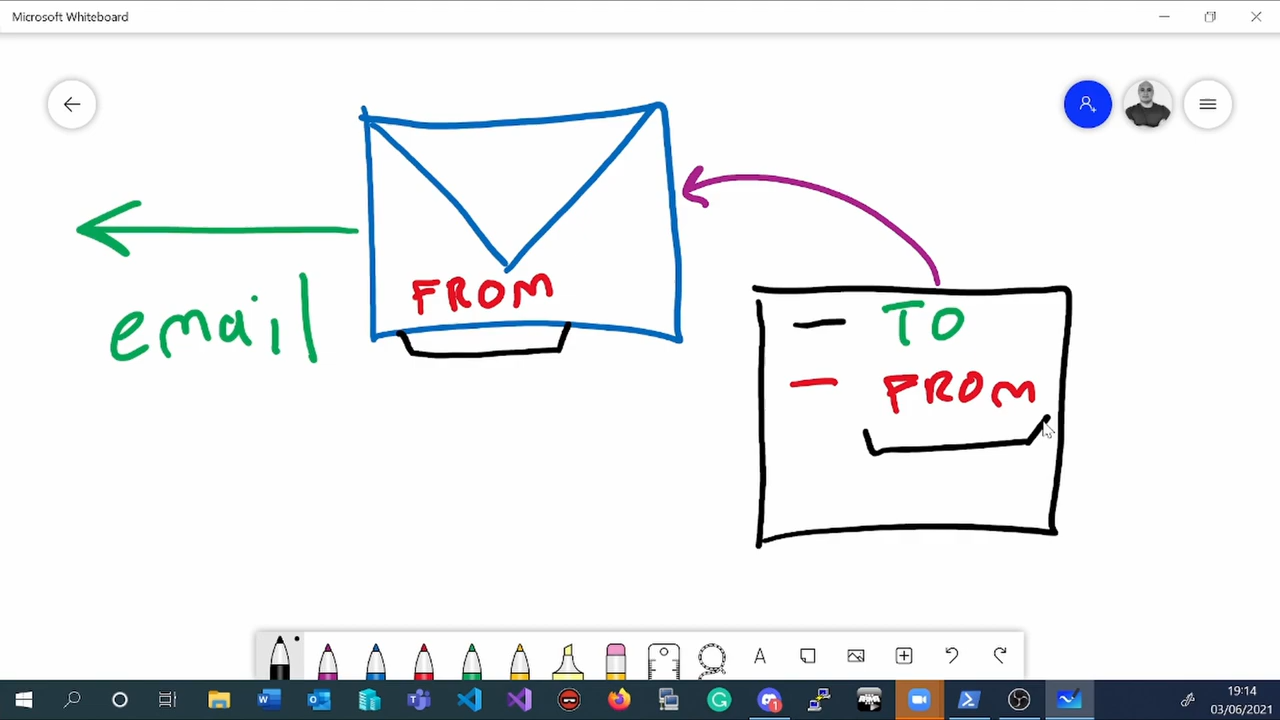 Microsoft Whiteboard
FROM
email
TO
FROM
A
19:14
03/06/2021